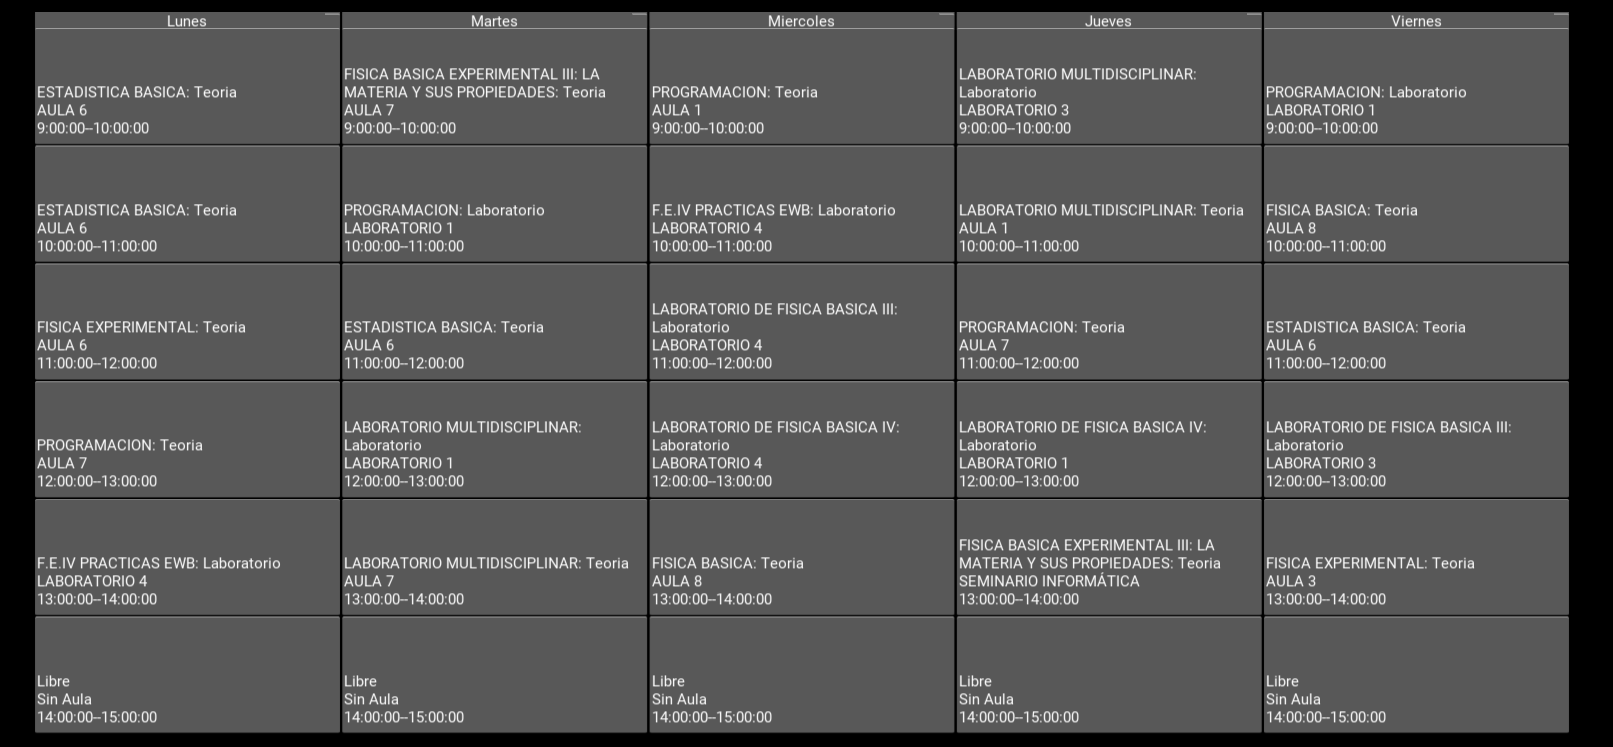 Lunes
Martes
Miercoles
Jueves
Viernes
ESTADISTICA BASICA: Teoria
AULA 6
9:00:00–10:00:00
FISICA BASICA EXPERIMENTAL III: LA
MATERIA Y SUS PROPIEDADES: Teoria
AULA 7
9:00:00–10:00:00
PROGRAMACION: Teoria
AULA 1
9:00:00–10:00:00
LABORATORIO MULTIDISCIPLINAR:
Laboratorio
LABORATORIO 3
9:00:00–10:00:00
PROGRAMACION: Laboratorio
LABORATORIO 1
9:00:00–10:00:00
ESTADISTICA BASICA: Teoria
AULA 6
10:00:00–11:00:00
PROGRAMACION: Laboratorio
LABORATORIO 1
10:00:00–11:00:00
F.E.IV PRACTICAS EWB: Laboratorio
LABORATORIO 4
10:00:00–11:00:00
LABORATORIO MULTIDISCIPLINAR: Teoria
AULA 1
10:00:00–11:00:00
FISICA BASICA: Teoria
AULA 8
10:00:00–11:00:00
FISICA EXPERIMENTAL: Teoria
AULA 6
11:00:00–12:00:00
ESTADISTICA BASICA: Teoria
AULA 6
11:00:00–12:00:00
LABORATORIO DE FISICA BASICA III:
Laboratorio
LABORATORIO 4
11:00:00–12:00:00
PROGRAMACION: Teoria
AULA 7
11:00:00–12:00:00
ESTADISTICA BASICA: Teoria
AULA 6
11:00:00–12:00:00
PROGRAMACION: Teoria
AULA 7
12:00:00–13:00:00
LABORATORIO MULTIDISCIPLINAR:
Laboratorio
LABORATORIO 1
12:00:00–13:00:00
LABORATORIO DE FISICA BASICA IV:
Laboratorio
LABORATORIO 4
12:00:00–13:00:00
LABORATORIO DE FISICA BASICA IV:
Laboratorio
LABORATORIO 1
12:00:00–13:00:00
LABORATORIO DE FISICA BASICA III:
Laboratorio
LABORATORIO 3
12:00:00–13:00:00
F.E.IV PRACTICAS EWB: Laboratorio
LABORATORIO 4
13:00:00–14:00:00
LABORATORIO MULTIDISCIPLINAR: Teoria
AULA 7
13:00:00–14:00:00
FISICA BASICA: Teoria
AULA 8
13:00:00–14:00:00
FISICA BASICA EXPERIMENTAL III: LA
MATERIA Y SUS PROPIEDADES: Teoria
SEMINARIO INFORMÁTICA
13:00:00–14:00:00
FISICA EXPERIMENTAL: Teoria
AULA 3
13:00:00–14:00:00
Libre
Sin Aula
14:00:00–15:00:00
Libre
Sin Aula
14:00:00–15:00:00
Libre
Sin Aula
14:00:00–15:00:00
Libre
Sin Aula
14:00:00–15:00:00
Libre
Sin Aula
14:00:00–15:00:00